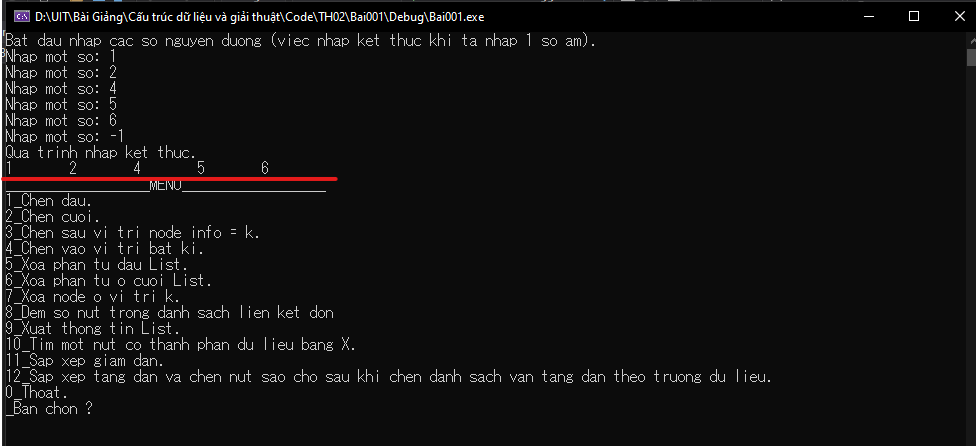 D:\UIT\Bài Giảng\Cấu trúc dữ liệu và giải thuật\Code\TH02\Bai001\Debug\Bai001.exe
Bat dau nhap cac so nguyen duong (viec nhap ket thuc khi ta nhap 1 so am).
Nhap mot so: 1
Nhap mot so: 2
Nhap mot so: 4
Nhap mot so: 5
Nhap mot so: 6
Nhap mot so: -1
Qua trinh nhap ket thuc.
1 2 4 5 6
__________________MENU__________________
1_Chen dau.
2_Chen cuoi.
3_Chen sau vi tri node info = k.
4_Chen vao vi tri bat ki.
5_Xoa phan tu dau List.
6_Xoa phan tu o cuoi List.
7_Xoa node o vi tri k.
8_Dem so nut trong danh sach lien ket don
9_Xuat thong tin List.
10_Tim mot nut co thanh phan du lieu bang X.
11_Sap xep giam dan.
12_Sap xep tang dan va chen nut sao cho sau khi chen danh sach van tang dan theo truong du lieu.
0_Thoat.
_Ban chon ?